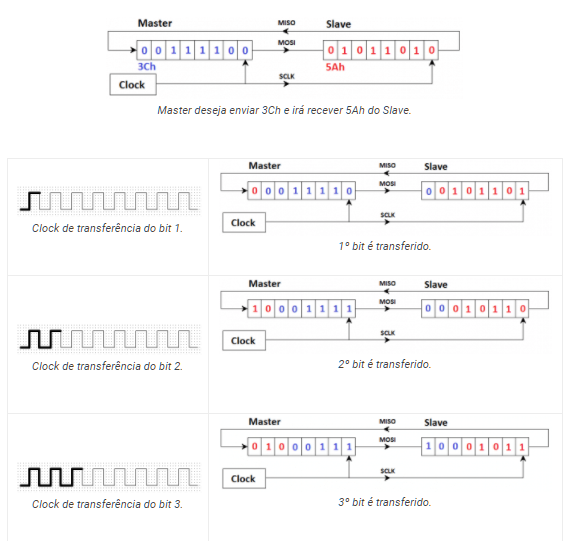 Master MISO Slave
MOSI
0 0 1 1 1 1 0 0 0 1 0 1 1 0 1 0
3Ch 5Ah
SCLK
Clock
Master deseja enviar 3Ch e irá recever 5Ah do Slave.
Master MISO Slave
MOSI
0 0 0 1 1 1 1 0 0 0 1 0 1 1 0 1
Clock SCLK
Clock de transferência do bit 1.
1º bit é transferido.
Master MISO Slave
MOSI
1 0 0 0 1 1 1 1 0 0 0 1 0 1 1 0
Clock SCLK
Clock de transferência do bit 2.
2º bit é transferido.
Master MISO Slave
MOSI
0 1 0 0 0 1 1 1 1 0 0 0 1 0 1 1
Clock SCLK
Clock de transferência do bit 3.
3º bit é transferido.